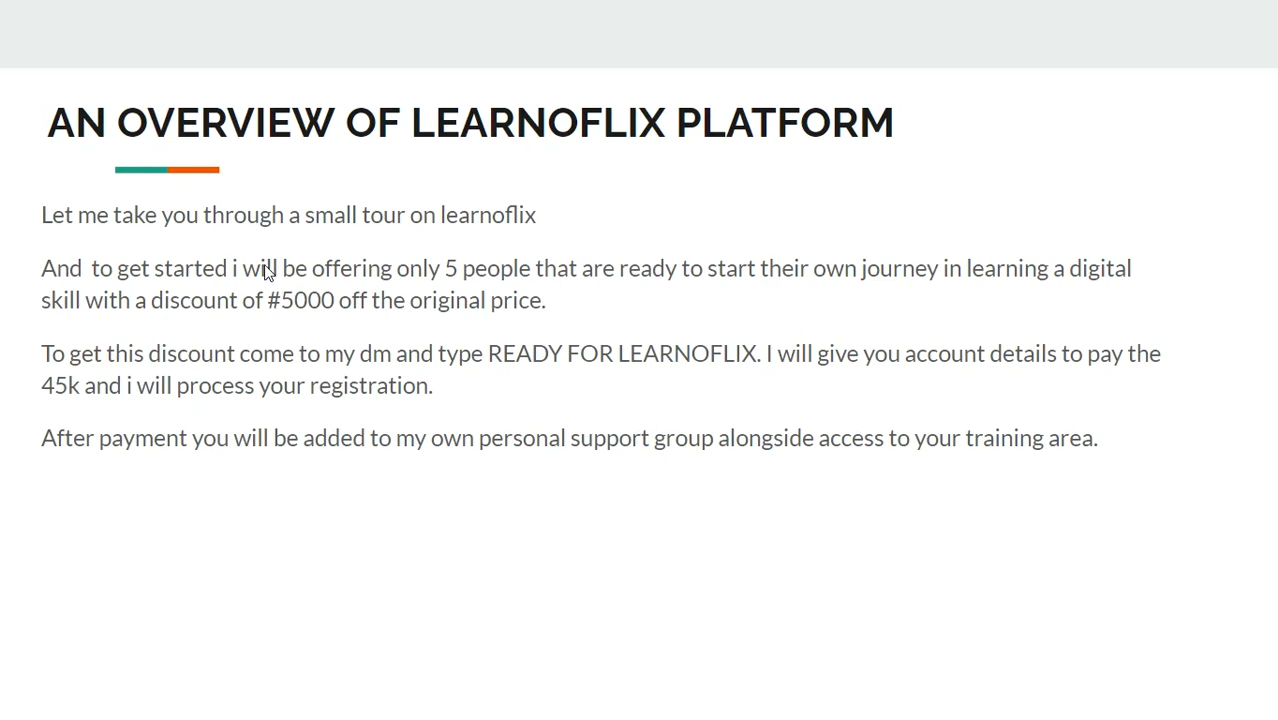 AN OVERVIEW OF LEARNOFLIX PLATFORM
Let me take you through a small tour on learnoflix
And  to get started i will be offering only 5 people that are ready to start their own journey in learning a digital
skill with a discount of #5000 off the original price.
To get this discount come to my dm and type READY FOR LEARNOFLIX. I will give you account details to pay the
45k and i will process your registration.
After payment you will be added to my own personal support group alongside access to your training area.